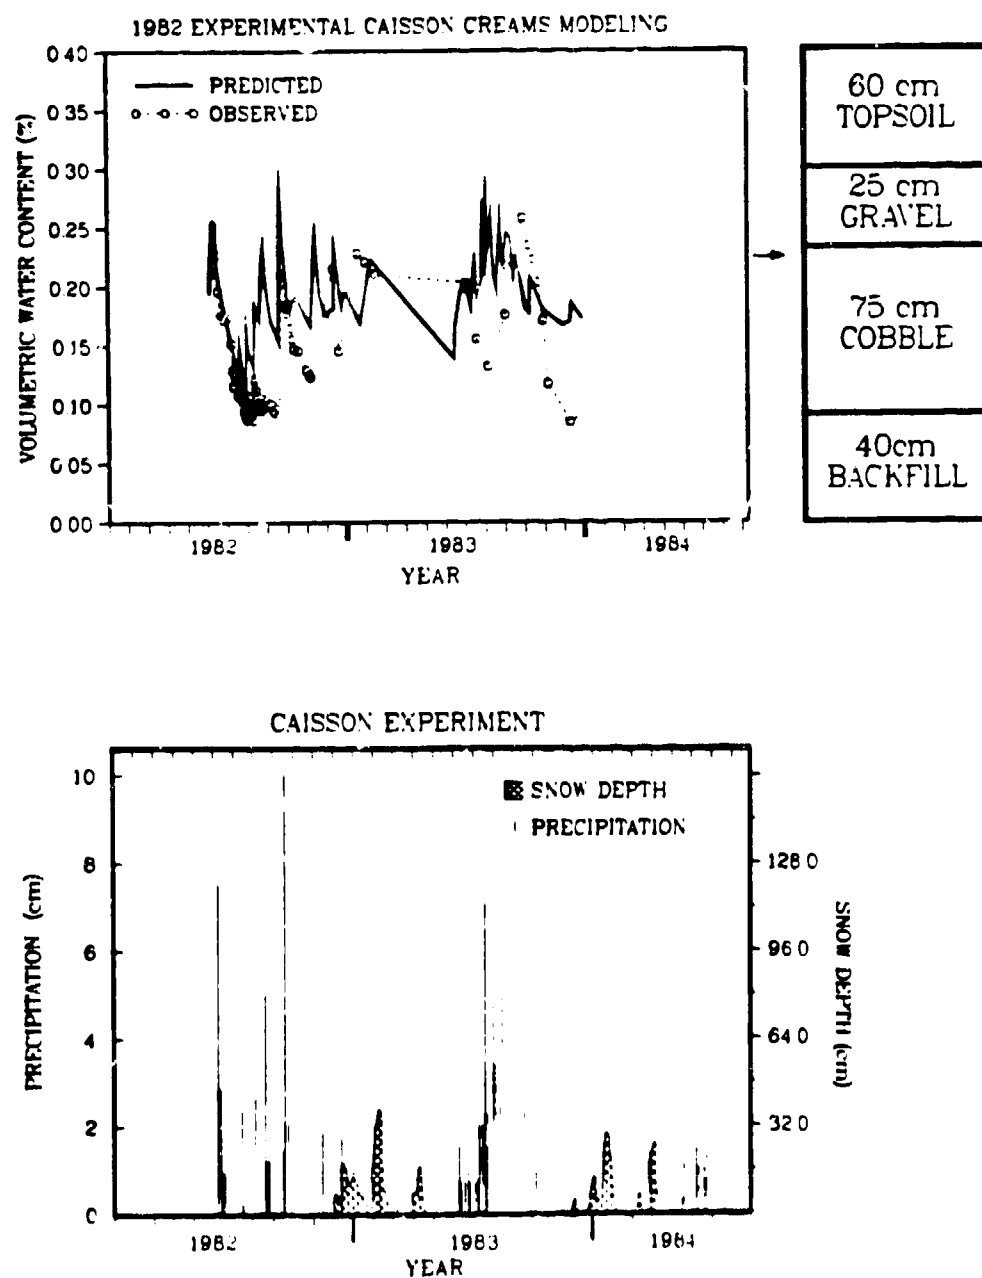 1982 EXPERIMENTAL CAISSON CREAMS MODELING
0.40
0.35
0.30
0.25
0.20
0.15
0.10
0.05
0.00
VOLUMETRIC WATER CONTENT (%)
PREDICTED
OBSERVED
1982
1983
1984
YEAR
60 cm
TOPSOIL
25 cm
GRAVEL
75 cm
COBBLE
40cm
BACKFILL
CAISSON EXPERIMENT
10
8
6
4
2
0
PRECIPITATION (cm)
SNOW DEPTH
PRECIPITATION
128.0
96.0
64.0
32.0
SNOW DEPTH (cm)
1982
1983
1984
YEAR